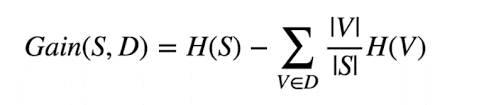 Gain(S, D) = H(S) − ∑_{V∈D} |V|/|S| H(V)